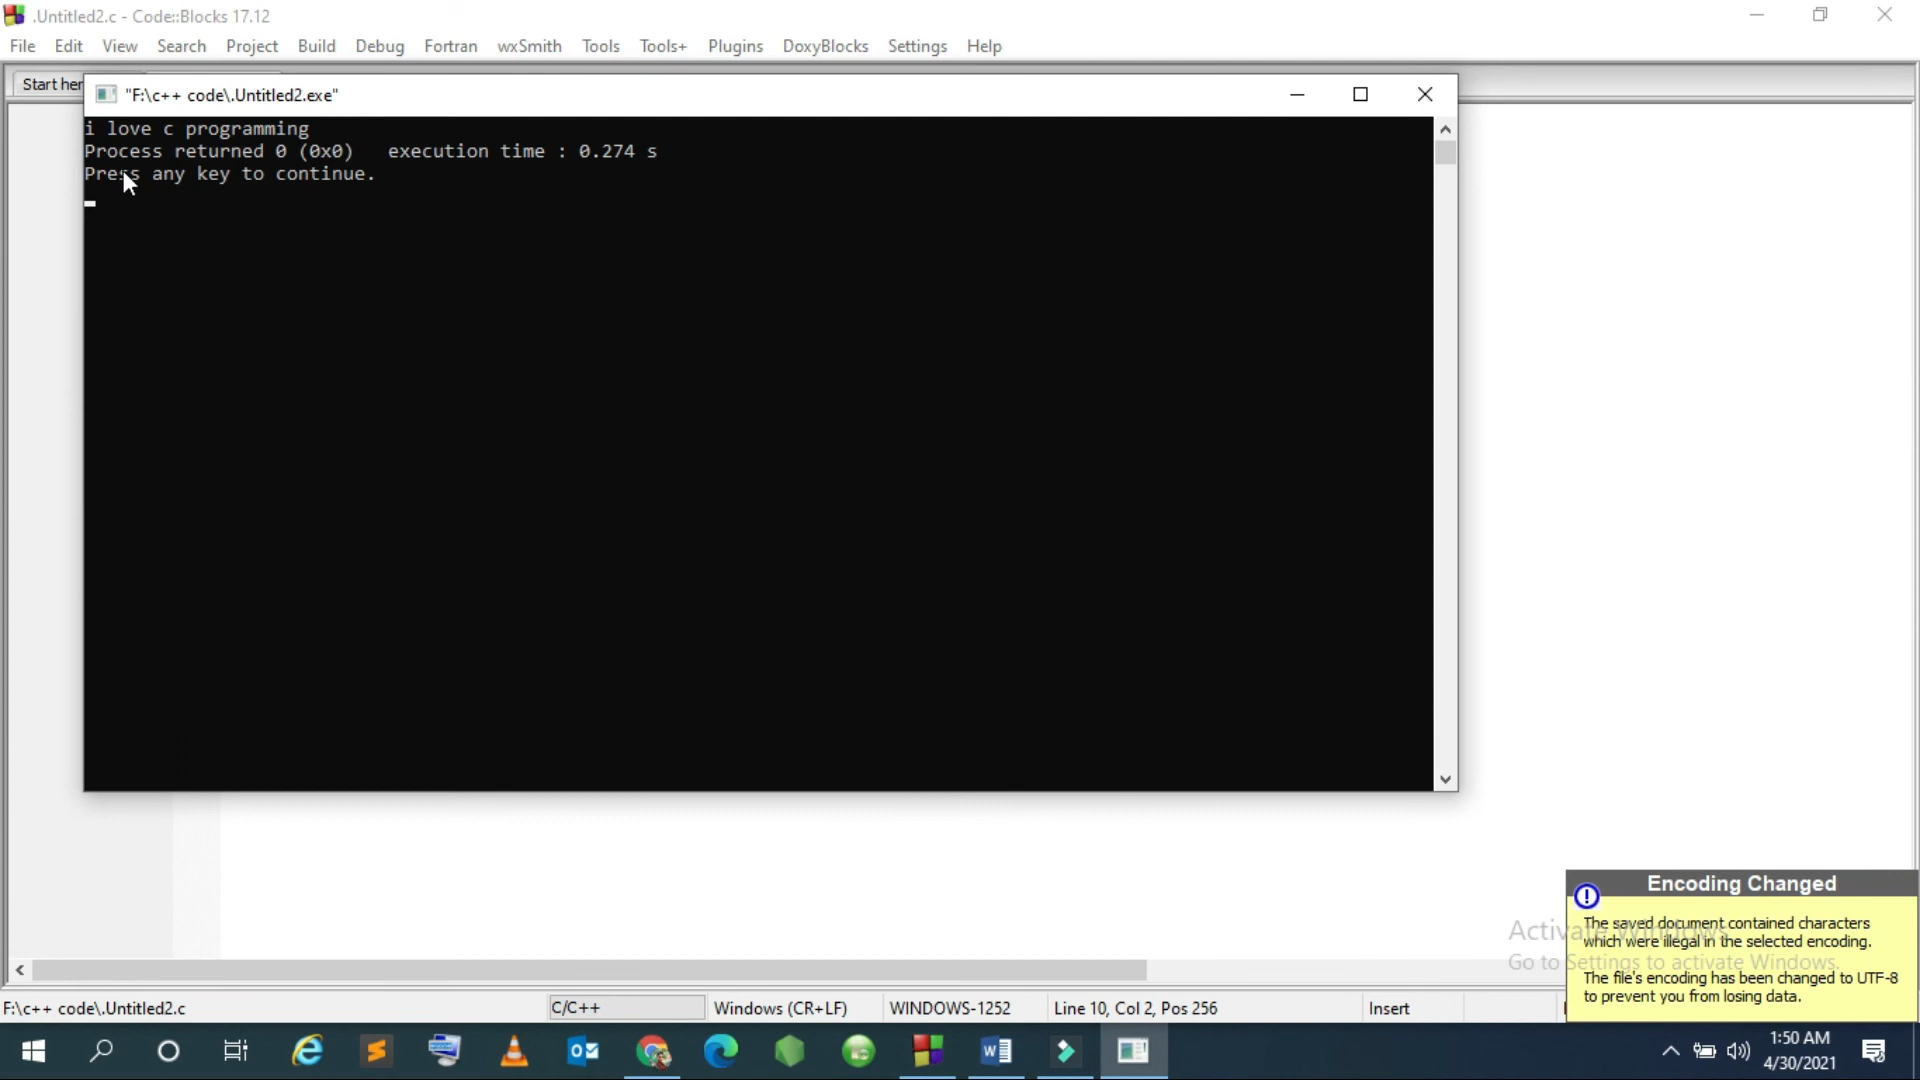 .Untitled2.c - Code::Blocks 17.12
File Edit View Search Project Build Debug Fortran wxSmith Tools Tools+ Plugins DoxyBlocks Settings Help
Start her
"F:\c++ code\.Untitled2.exe"
i love c programming
Process returned 0 (0x0)   execution time : 0.274 s
Press any key to continue.
Encoding Changed
The saved document contained characters
which were illegal in the selected encoding.
The file's encoding has been changed to UTF-8
to prevent you from losing data.
Activate Windows
Go to Settings to activate Windows.
F:\c++ code\.Untitled2.c C/C++ Windows (CR+LF) WINDOWS-1252 Line 10, Col 2, Pos 256 Insert
1:50 AM
4/30/2021